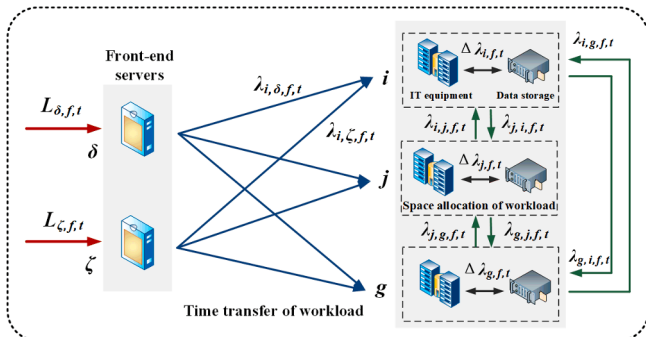 Front-end
servers
L_{δ,f,t}
δ
L_{ζ,f,t}
ζ
λ_{i,δ,f,t}
λ_{i,ζ,f,t}
i
j
g
Time transfer of workload
Δ λ_{i,f,t}
IT equipment
Data storage
λ_{i,j,f,t}
λ_{j,i,f,t}
Δ λ_{j,f,t}
Space allocation of workload
λ_{j,g,f,t}
λ_{g,j,f,t}
Δ λ_{g,f,t}
λ_{i,g,f,t}
λ_{g,i,f,t}